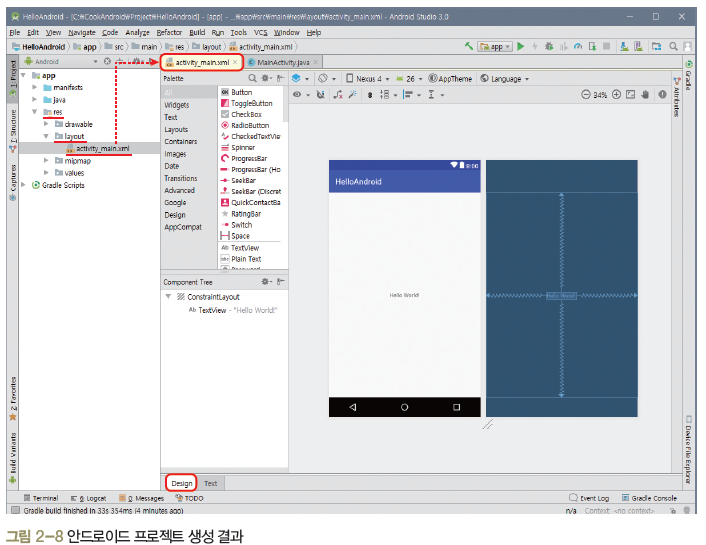 HelloAndroid - [C:₩CookAndroid₩Project₩HelloAndroid] - [app] - ...₩app₩src₩main₩res₩layout₩activity_main.xml - Android Studio 3.0
File Edit View Navigate Code Analyze Refactor Build Run Tools VCS Window Help
HelloAndroid app src main res layout activity_main.xml app
1: Project
Android
activity_main.xml
MainActivity.java
Gradle
app
manifests
java
res
drawable
layout
activity_main.xml
mipmap
values
Gradle Scripts
Z: Structure
Captures
2: Favorites
Build Variants
Palette
All
Widgets
Text
Layouts
Containers
Images
Date
Transitions
Advanced
Google
Design
AppCompat
OK Button
ToggleButton
CheckBox
RadioButton
CheckedTextVie
Spinner
ProgressBar
ProgressBar (Ho
SeekBar
SeekBar (Discret
QuickContactBa
RatingBar
Switch
Space
Ab TextView
Abc Plain Text
Password
Component Tree
ConstraintLayout
Ab TextView - "Hello World!"
Nexus 4 26 AppTheme Language
8 34%
Attributes
8:00
HelloAndroid
Hello World!
Hello World!
Device File Explorer
Design Text
Terminal 6: Logcat 0: Messages TODO Event Log Gradle Console
Gradle build finished in 33s 354ms (4 minutes ago) n/a Context: <no context>
그림 2-8 안드로이드 프로젝트 생성 결과